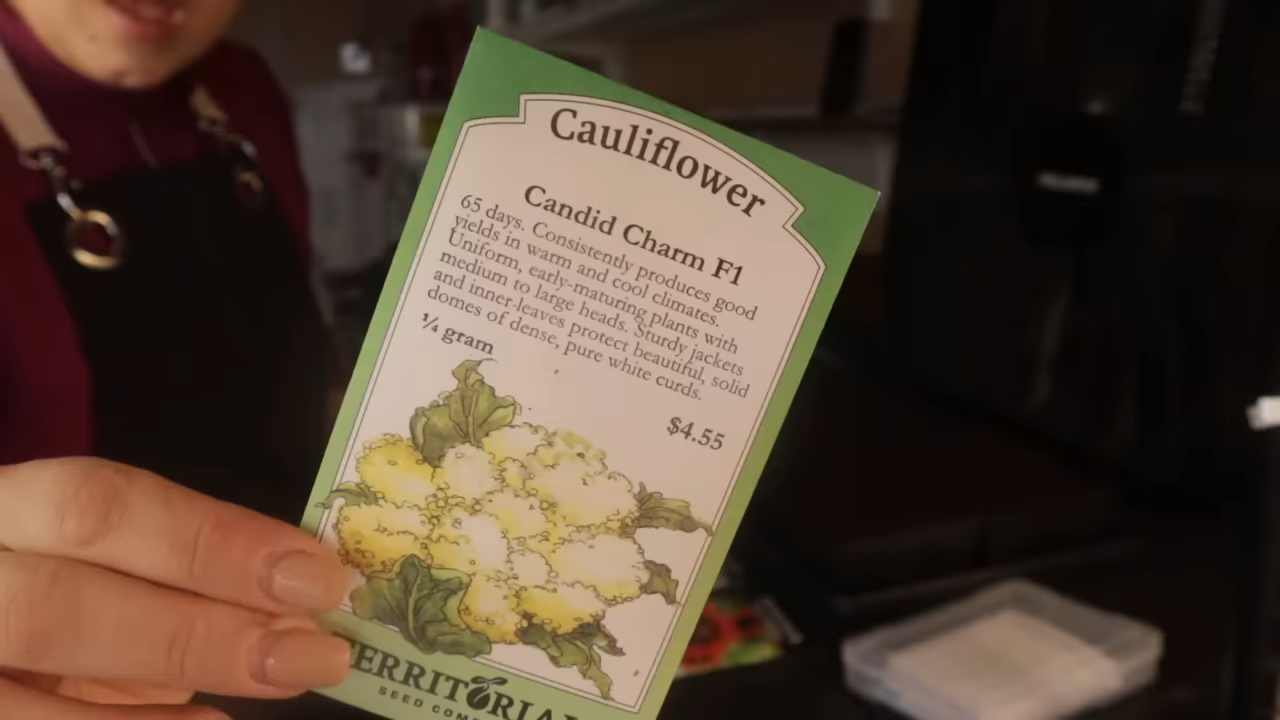 Cauliflower
Candid Charm F1
65 days. Consistently produces good
yields in warm and cool climates.
Uniform, early-maturing plants with
medium to large heads. Sturdy jackets
and inner-leaves protect beautiful, solid
domes of dense, pure white curds.
¼ gram
$4.55
ERRITORIA
SEED COM